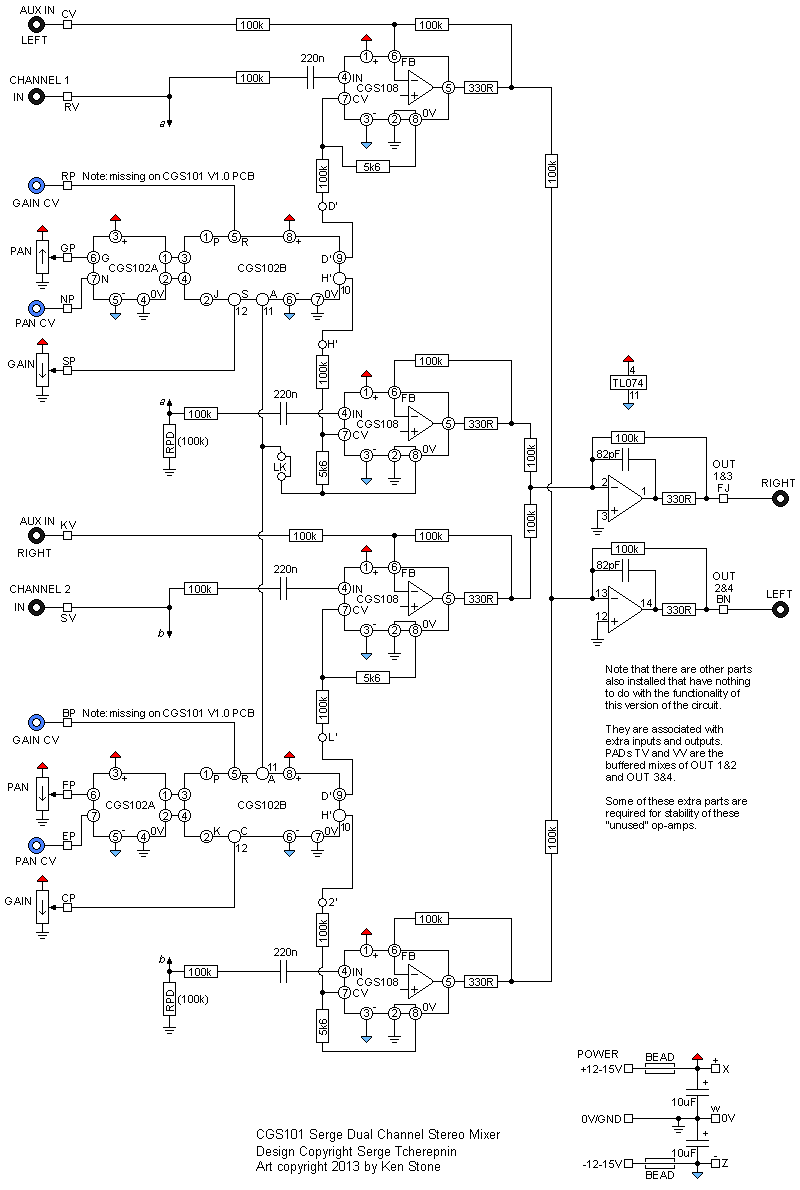 AUX IN CV
LEFT
100k
100k
CHANNEL 1
IN
RV
100k
220n
a
1 +
6
FB
4 IN
CGS108
7 CV
5
330R
3 -
2
8
0V
5k6
100k
100k
D'
RP Note: missing on CGS101 V1.0 PCB
GAIN CV
PAN
GP
3 +
6 G
1
CGS102A
7 N
2
5 -
4
0V
NP
PAN CV
1 P
5 R
8 +
3
D' 9
CGS102B
4
H'
10
2 J
S
12
A
11
6 -
7
0V
GAIN
SP
H'
100k
100k
a
RPD
(100k)
100k
220n
1 +
6
FB
4 IN
CGS108
7 CV
5
330R
3 -
2
8
0V
5k6
LK
100k
100k
4
TL074
11
100k
82pF
2
3
1
330R
OUT
1&3
FJ
RIGHT
AUX IN KV
RIGHT
100k
100k
CHANNEL 2
IN
SV
100k
220n
b
1 +
6
FB
4 IN
CGS108
7 CV
5
330R
3 -
2
8
0V
5k6
100k
L'
100k
82pF
13
12
14
330R
OUT
2&4
BN
LEFT
Note that there are other parts
also installed that have nothing
to do with the functionality of
this version of the circuit.
They are associated with
extra inputs and outputs.
PADs TV and VV are the
buffered mixes of OUT 1&2
and OUT 3&4.
Some of these extra parts are
required for stability of these
"unused" op-amps.
BP Note: missing on CGS101 V1.0 PCB
GAIN CV
PAN
FP
3 +
6
1
CGS102A
7
2
5 -
4
0V
EP
PAN CV
1 P
5 R
11
A
8 +
3
D' 9
CGS102B
4
H'
10
2 K
C
12
6 -
7
0V
GAIN
CP
2'
100k
100k
100k
b
RPD
(100k)
100k
220n
1 +
6
FB
4 IN
CGS108
7 CV
5
330R
3 -
2
8
0V
5k6
POWER
+12-15V
BEAD
+
X
+
10uF
0V/GND
W
0V
+
10uF
-12-15V
BEAD
-
Z
CGS101 Serge Dual Channel Stereo Mixer
Design Copyright Serge Tcherepnin
Art copyright 2013 by Ken Stone